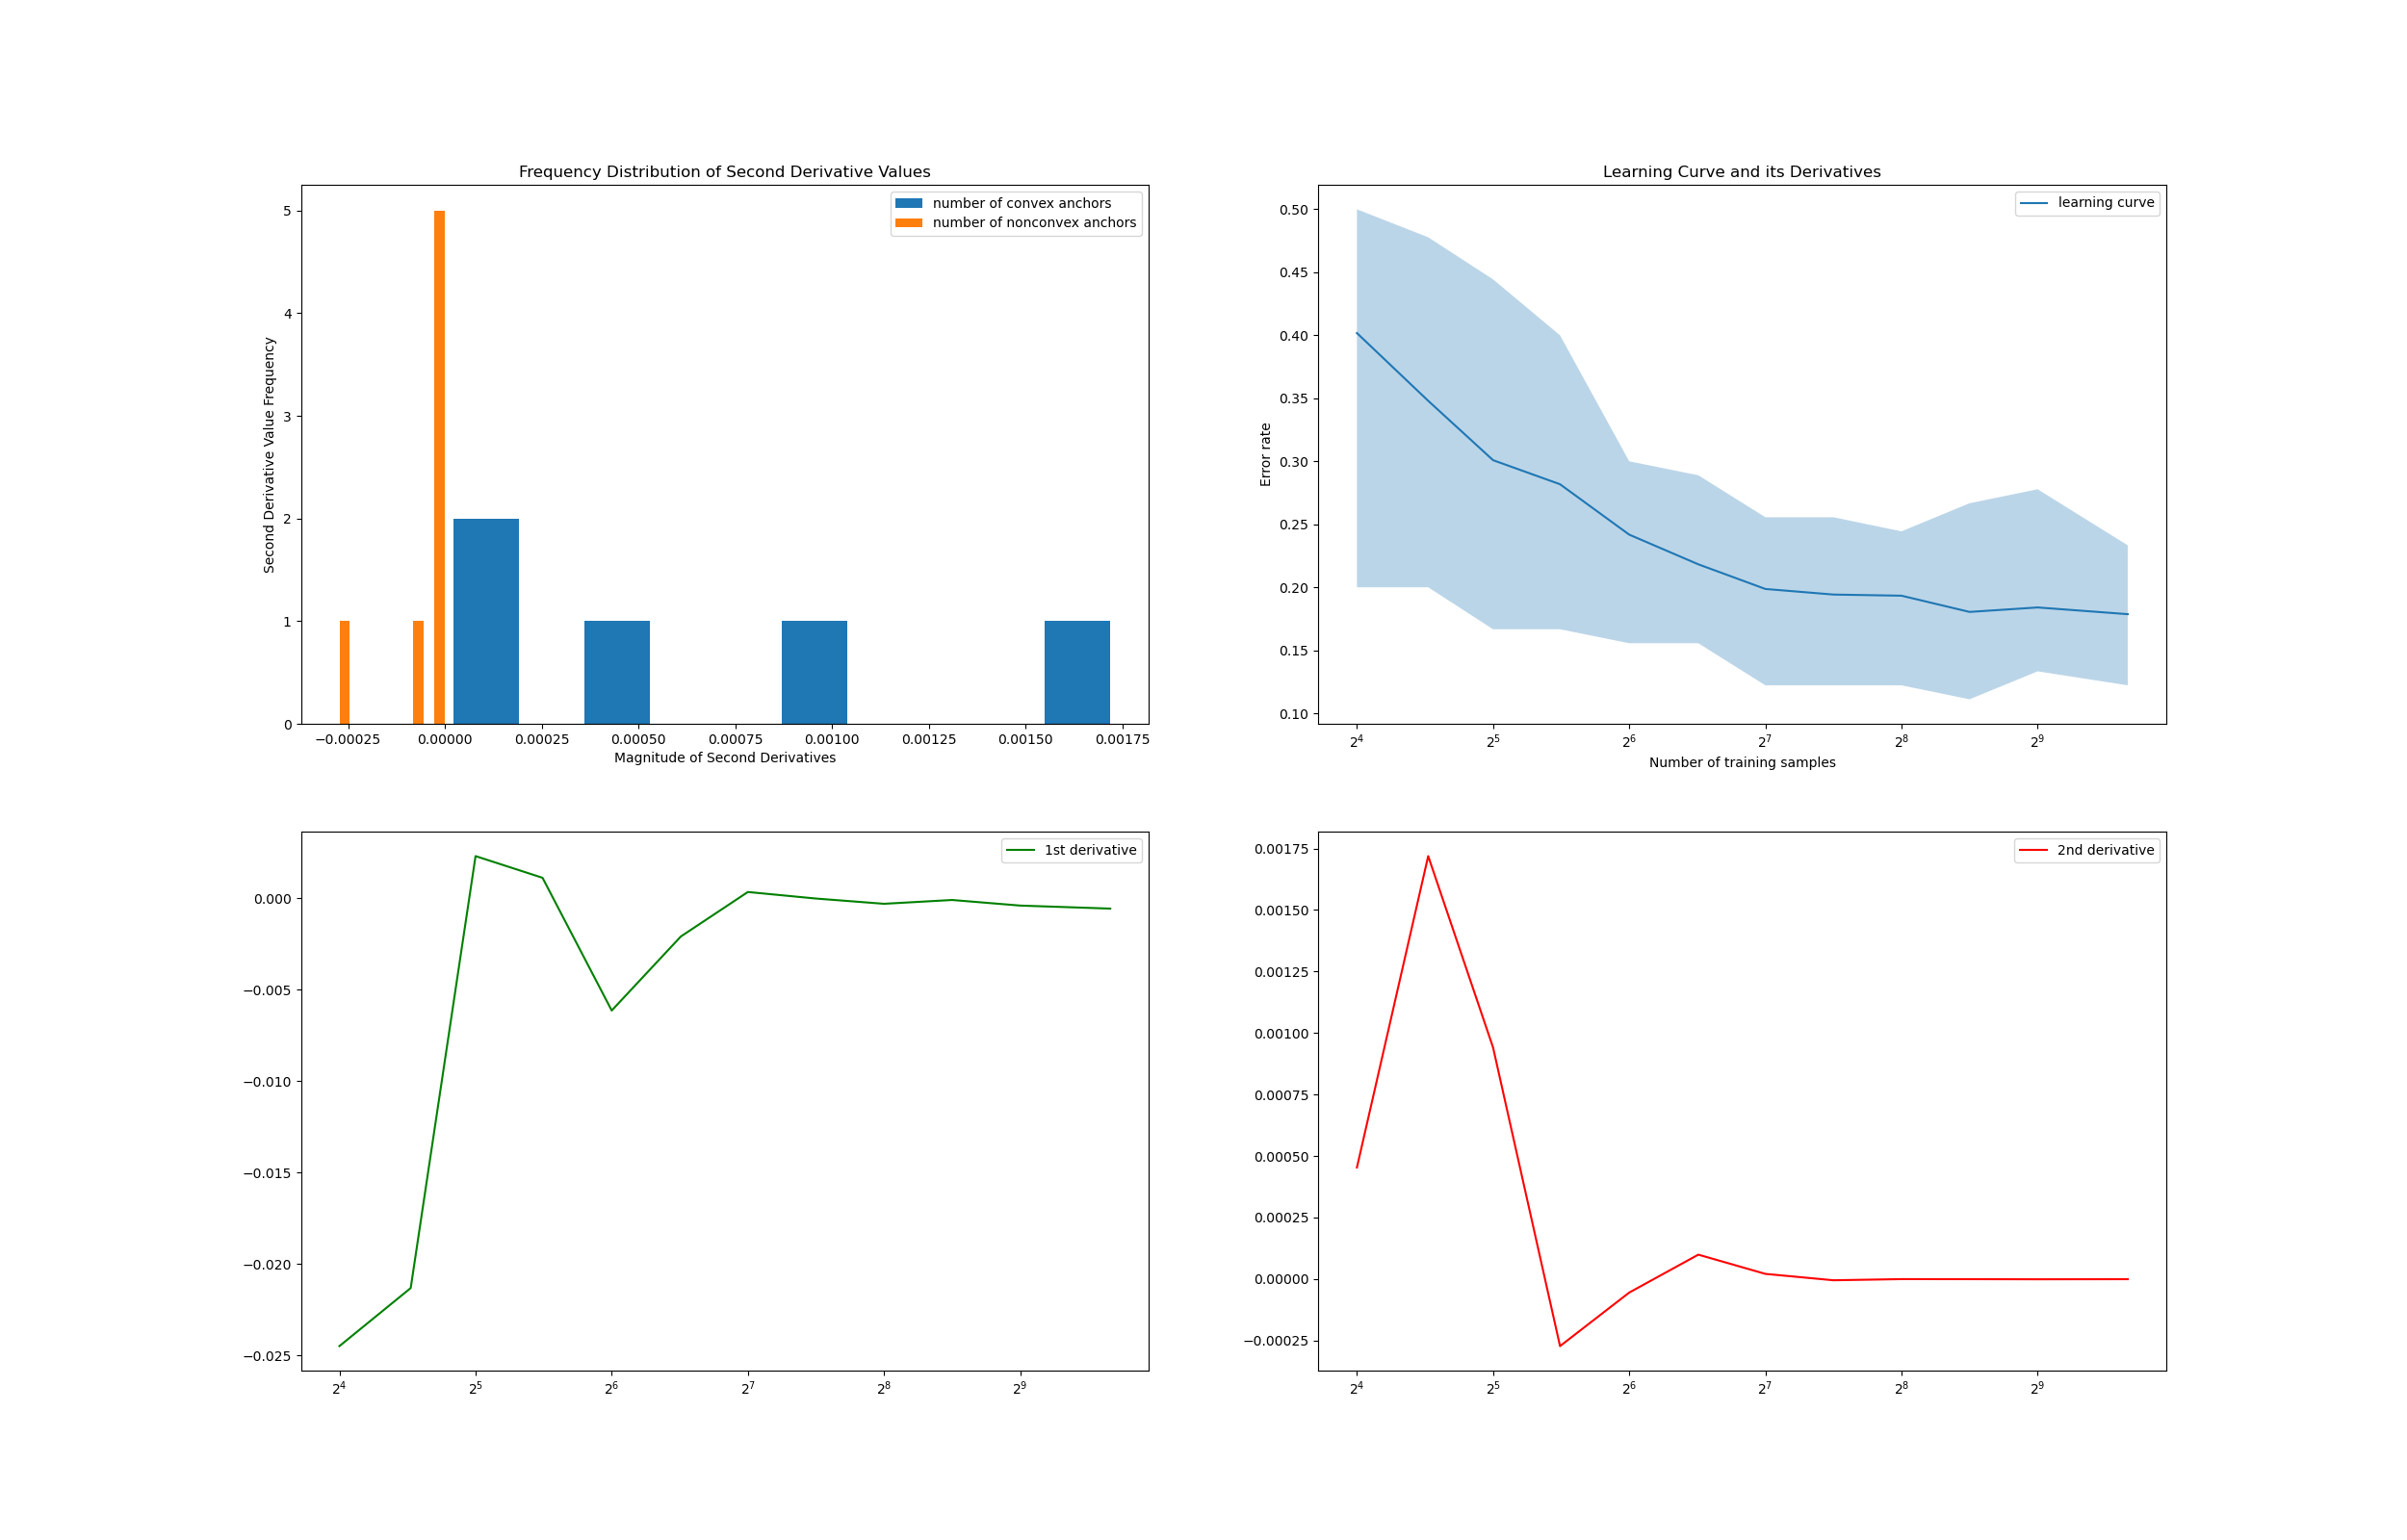 Frequency Distribution of Second Derivative Values
number of convex anchors
number of nonconvex anchors
Second Derivative Value Frequency
5
4
3
2
1
0
−0.00025 0.00000 0.00025 0.00050 0.00075 0.00100 0.00125 0.00150 0.00175
Magnitude of Second Derivatives
Learning Curve and its Derivatives
learning curve
Error rate
0.50
0.45
0.40
0.35
0.30
0.25
0.20
0.15
0.10
2⁴ 2⁵ 2⁶ 2⁷ 2⁸ 2⁹
Number of training samples
1st derivative
0.000
−0.005
−0.010
−0.015
−0.020
−0.025
2⁴ 2⁵ 2⁶ 2⁷ 2⁸ 2⁹
2nd derivative
0.00175
0.00150
0.00125
0.00100
0.00075
0.00050
0.00025
0.00000
−0.00025
2⁴ 2⁵ 2⁶ 2⁷ 2⁸ 2⁹